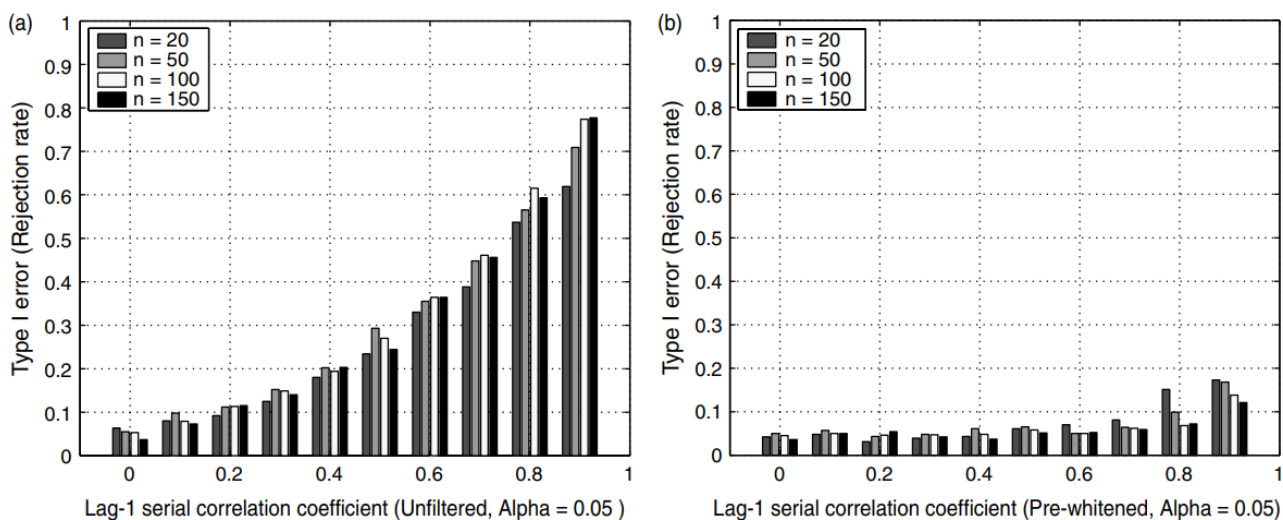 (a)
1
0.9
0.8
0.7
0.6
0.5
0.4
0.3
0.2
0.1
0
Type I error (Rejection rate)
n = 20
n = 50
n = 100
n = 150
0 0.2 0.4 0.6 0.8 1
Lag-1 serial correlation coefficient (Unfiltered, Alpha = 0.05 )
(b)
1
0.9
0.8
0.7
0.6
0.5
0.4
0.3
0.2
0.1
0
Type I error (Rejection rate)
n = 20
n = 50
n = 100
n = 150
0 0.2 0.4 0.6 0.8 1
Lag-1 serial correlation coefficient (Pre-whitened, Alpha = 0.05)